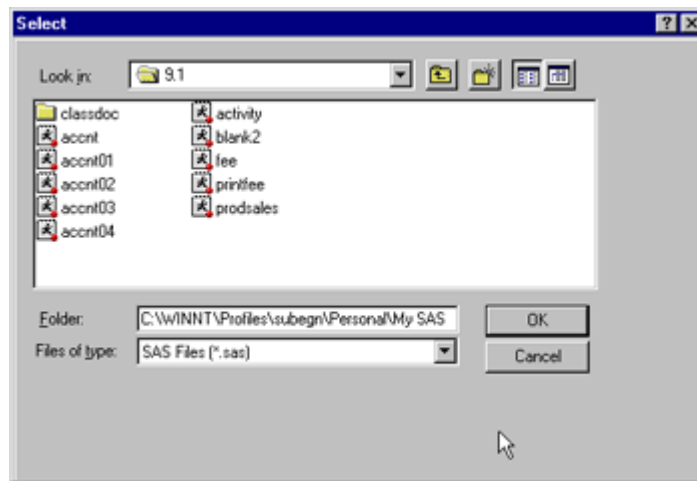 Select
Look in: 9.1
classdoc activity
accnt blank2
accnt01 fee
accnt02 printfee
accnt03 prodsales
accnt04
Folder: C:\WINNT\Profiles\subegn\Personal\My SAS OK
Files of type: SAS Files (*.sas) Cancel